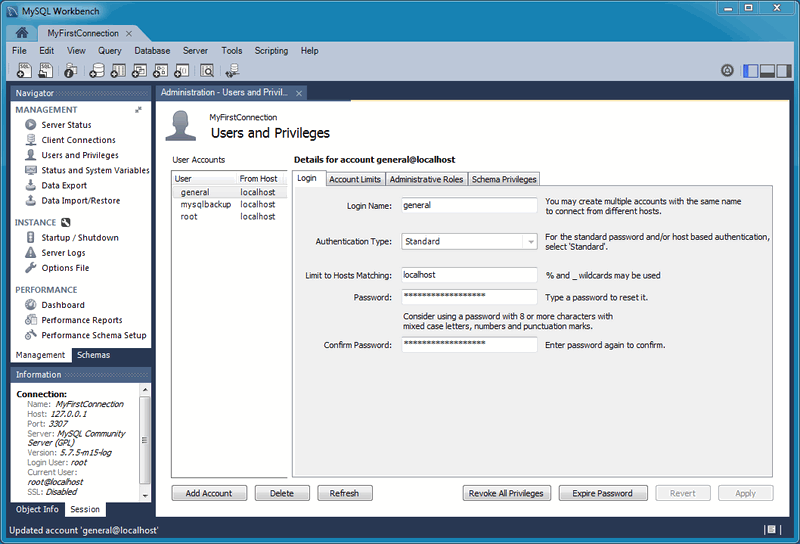 MySQL Workbench
MyFirstConnection
File Edit View Query Database Server Tools Scripting Help
Navigator
MANAGEMENT
Server Status
Client Connections
Users and Privileges
Status and System Variables
Data Export
Data Import/Restore
INSTANCE
Startup / Shutdown
Server Logs
Options File
PERFORMANCE
Dashboard
Performance Reports
Performance Schema Setup
Management Schemas
Information
Connection:
Name: MyFirstConnection
Host: 127.0.0.1
Port: 3307
Server: MySQL Community
Server (GPL)
Version: 5.7.5-m15-log
Login User: root
Current User:
root@localhost
SSL: Disabled
Object Info Session
Administration - Users and Privil...
MyFirstConnection
Users and Privileges
User Accounts
User From Host
general localhost
mysqlbackup localhost
root localhost
Details for account general@localhost
Login Account Limits Administrative Roles Schema Privileges
Login Name: general You may create multiple accounts with the same name
to connect from different hosts.
Authentication Type: Standard For the standard password and/or host based authentication,
select 'Standard'.
Limit to Hosts Matching: localhost % and _ wildcards may be used
Password: ****************** Type a password to reset it.
Consider using a password with 8 or more characters with
mixed case letters, numbers and punctuation marks.
Confirm Password: ****************** Enter password again to confirm.
Add Account Delete Refresh Revoke All Privileges Expire Password Revert Apply
Updated account 'general@localhost'